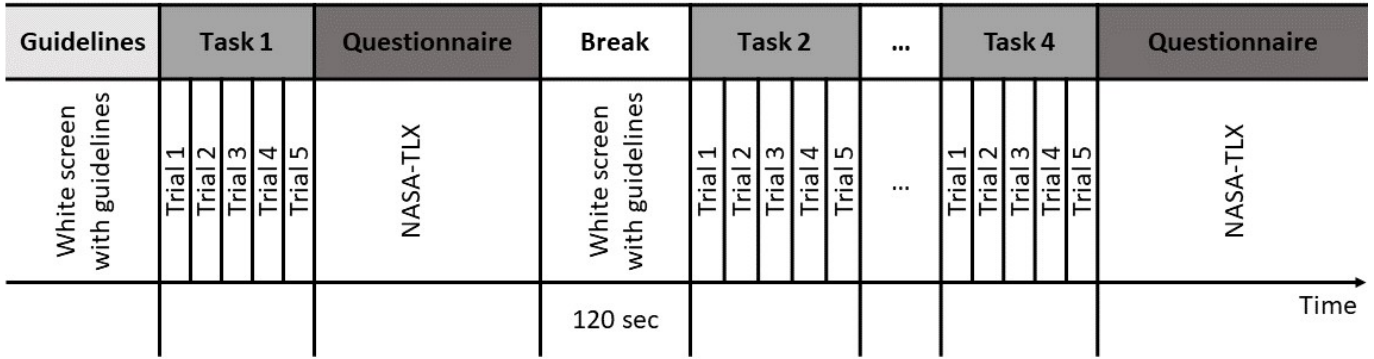 Guidelines Task 1 Questionnaire Break Task 2 ... Task 4 Questionnaire
White screen
with guidelines
Trial 1
Trial 2
Trial 3
Trial 4
Trial 5
NASA-TLX
White screen
with guidelines
Trial 1
Trial 2
Trial 3
Trial 4
Trial 5
...
Trial 1
Trial 2
Trial 3
Trial 4
Trial 5
NASA-TLX
Time
120 sec